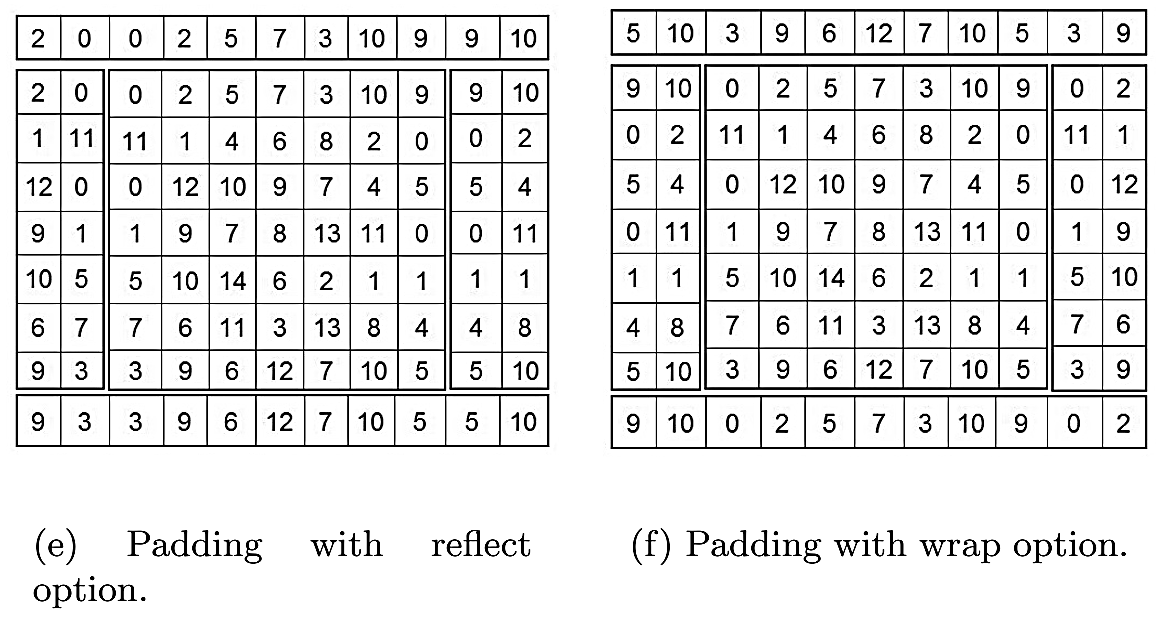 2 0 0 2 5 7 3 10 9 9 10
2 0 0 2 5 7 3 10 9 9 10
1 11 11 1 4 6 8 2 0 0 2
12 0 0 12 10 9 7 4 5 5 4
9 1 1 9 7 8 13 11 0 0 11
10 5 5 10 14 6 2 1 1 1 1
6 7 7 6 11 3 13 8 4 4 8
9 3 3 9 6 12 7 10 5 5 10
9 3 3 9 6 12 7 10 5 5 10
(e) Padding with reflect
option.
5 10 3 9 6 12 7 10 5 3 9
9 10 0 2 5 7 3 10 9 0 2
0 2 11 1 4 6 8 2 0 11 1
5 4 0 12 10 9 7 4 5 0 12
0 11 1 9 7 8 13 11 0 1 9
1 1 5 10 14 6 2 1 1 5 10
4 8 7 6 11 3 13 8 4 7 6
5 10 3 9 6 12 7 10 5 3 9
9 10 0 2 5 7 3 10 9 0 2
(f) Padding with wrap option.